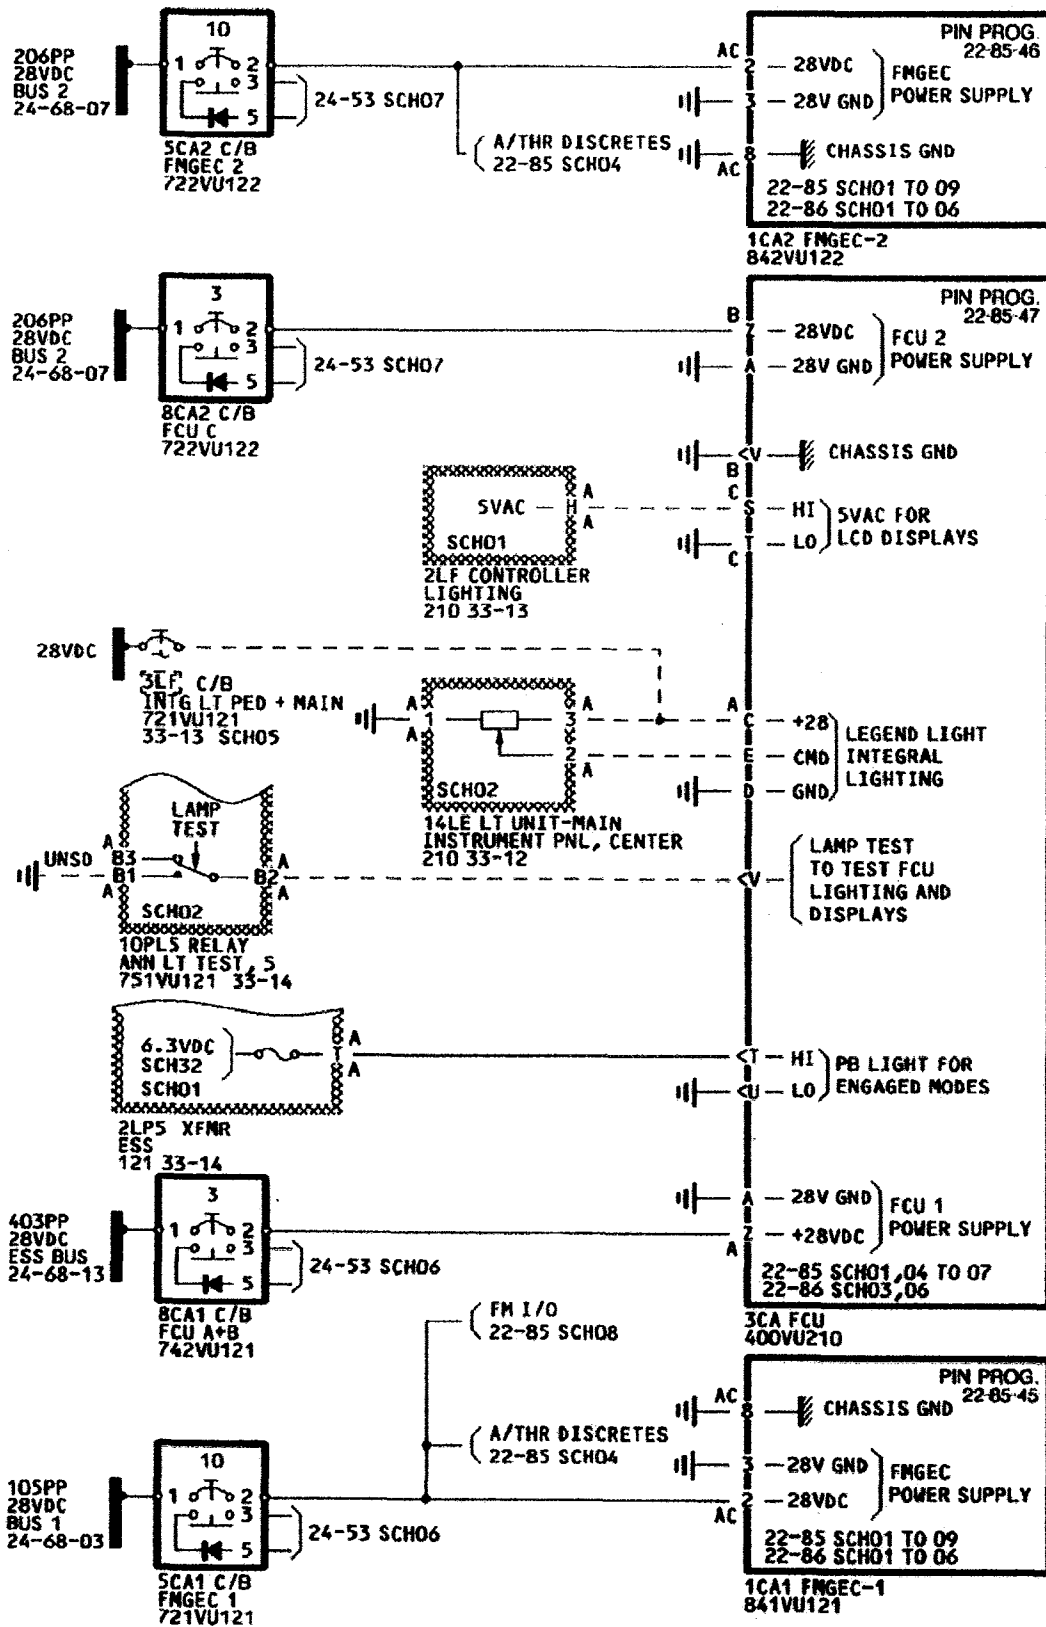 206PP
28VDC
BUS 2
24-68-07
10
1
2
3
5
5CA2 C/B
FMGEC 2
722VU122
24-53 SCH07
A/THR DISCRETES
22-85 SCH04
PIN PROG.
22-85-46
AC
2
28VDC
3
28V GND
FMGEC
POWER SUPPLY
8
AC
CHASSIS GND
22-85 SCH01 TO 09
22-86 SCH01 TO 06
1CA2 FMGEC-2
842VU122
206PP
28VDC
BUS 2
24-68-07
3
1
2
3
5
8CA2 C/B
FCU C
722VU122
24-53 SCH07
PIN PROG.
22-85-47
B
Z
28VDC
A
28V GND
FCU 2
POWER SUPPLY
<V
B
CHASSIS GND
5VAC
H
A
A
SCH01
2LF CONTROLLER
LIGHTING
210 33-13
C
S
HI
T
LO
C
5VAC FOR
LCD DISPLAYS
28VDC
3LF C/B
INTG LT PED + MAIN
721VU121
33-13 SCH05
A
1
A
3
A
2
A
SCH02
14LE LT UNIT-MAIN
INSTRUMENT PNL, CENTER
210 33-12
A
C
+28
E
CMD
D
GND
LEGEND LIGHT
INTEGRAL
LIGHTING
LAMP
TEST
UNSD
A
B3
B1
A
B2
A
A
SCH02
10PL5 RELAY
ANN LT TEST, 5
751VU121 33-14
<V
LAMP TEST
TO TEST FCU
LIGHTING AND
DISPLAYS
6.3VDC
SCH32
SCH01
T
A
A
2LP5 XFMR
ESS
121 33-14
<T
HI
<U
LO
PB LIGHT FOR
ENGAGED MODES
403PP
28VDC
ESS BUS
24-68-13
3
1
2
3
5
8CA1 C/B
FCU A+B
742VU121
24-53 SCH06
A
28V GND
Z
+28VDC
A
FCU 1
POWER SUPPLY
22-85 SCH01,04 TO 07
22-86 SCH03,06
3CA FCU
400VU210
FM I/O
22-85 SCH08
A/THR DISCRETES
22-85 SCH04
105PP
28VDC
BUS 1
24-68-03
10
1
2
3
5
5CA1 C/B
FMGEC 1
721VU121
24-53 SCH06
PIN PROG.
22-85-45
AC
8
CHASSIS GND
3
28V GND
2
28VDC
AC
FMGEC
POWER SUPPLY
22-85 SCH01 TO 09
22-86 SCH01 TO 06
1CA1 FMGEC-1
841VU121